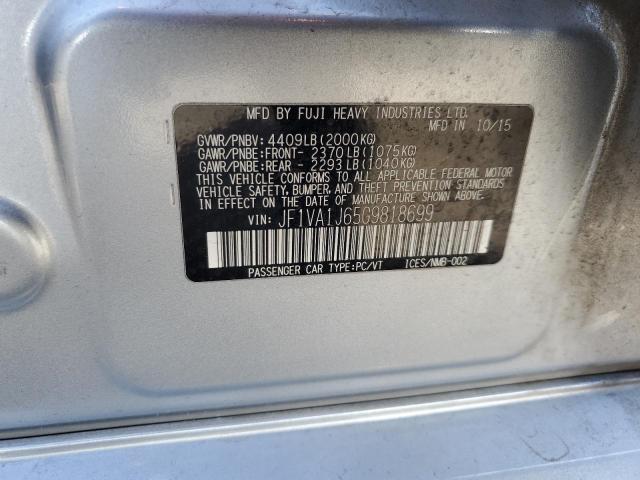 MFD BY FUJI HEAVY INDUSTRIES LTD.
MFD IN 10/15
GVWR/PNBV: 4409LB(2000KG)
GAWR/PNBE:FRONT- 2370LB(1075KG)
GAWR/PNBE:REAR - 2293LB(1040KG)
THIS VEHICLE CONFORMS TO ALL APPLICABLE FEDERAL MOTOR
VEHICLE SAFETY, BUMPER, AND THEFT PREVENTION STANDARDS
IN EFFECT ON THE DATE OF MANUFACTURE SHOWN ABOVE.
VIN: JF1VA1J65G9818699
PASSENGER CAR TYPE:PC/VT ICES/NMB-002